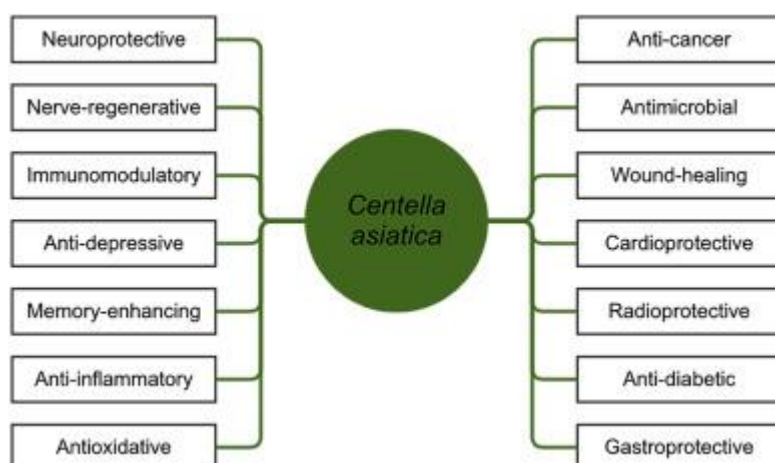 Neuroprotective
Nerve-regenerative
Immunomodulatory
Anti-depressive
Memory-enhancing
Anti-inflammatory
Antioxidative
Centella
asiatica
Anti-cancer
Antimicrobial
Wound-healing
Cardioprotective
Radioprotective
Anti-diabetic
Gastroprotective